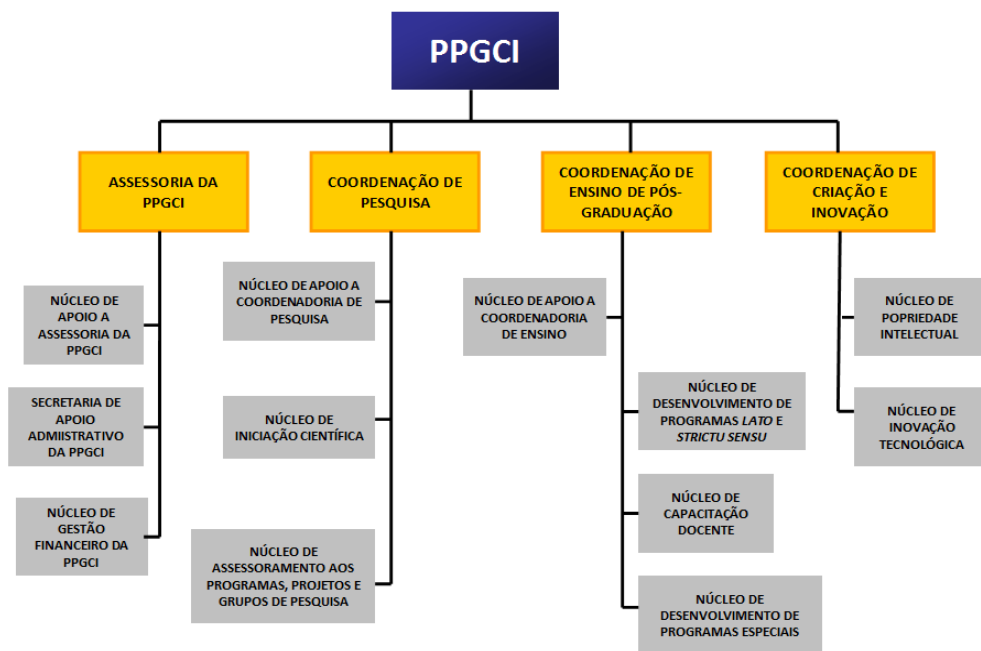 PPGCI
ASSESSORIA DA
PPGCI
NÚCLEO DE
APOIO A
ASSESSORIA DA
PPGCI
SECRETARIA DE
APOIO
ADMIISTRATIVO
DA PPGCI
NÚCLEO DE
GESTÃO
FINANCEIRO DA
PPGCI
COORDENAÇÃO DE
PESQUISA
NÚCLEO DE APOIO A
COORDENADORIA DE
PESQUISA
NÚCLEO DE
INICIAÇÃO CIENTÍFICA
NÚCLEO DE
ASSESSORAMENTO AOS
PROGRAMAS, PROJETOS E
GRUPOS DE PESQUISA
COORDENAÇÃO DE
ENSINO DE PÓS-
GRADUAÇÃO
NÚCLEO DE APOIO A
COORDENADORIA
DE ENSINO
NÚCLEO DE
DESENVOLVIMENTO DE
PROGRAMAS LATO E
STRICTU SENSU
NÚCLEO DE
CAPACITAÇÃO
DOCENTE
NÚCLEO DE
DESENVOLVIMENTO DE
PROGRAMAS ESPECIAIS
COORDENAÇÃO DE
CRIAÇÃO E
INOVAÇÃO
NÚCLEO DE
POPRIEDADE
INTELECTUAL
NÚCLEO DE
INOVAÇÃO
TECNOLÓGICA